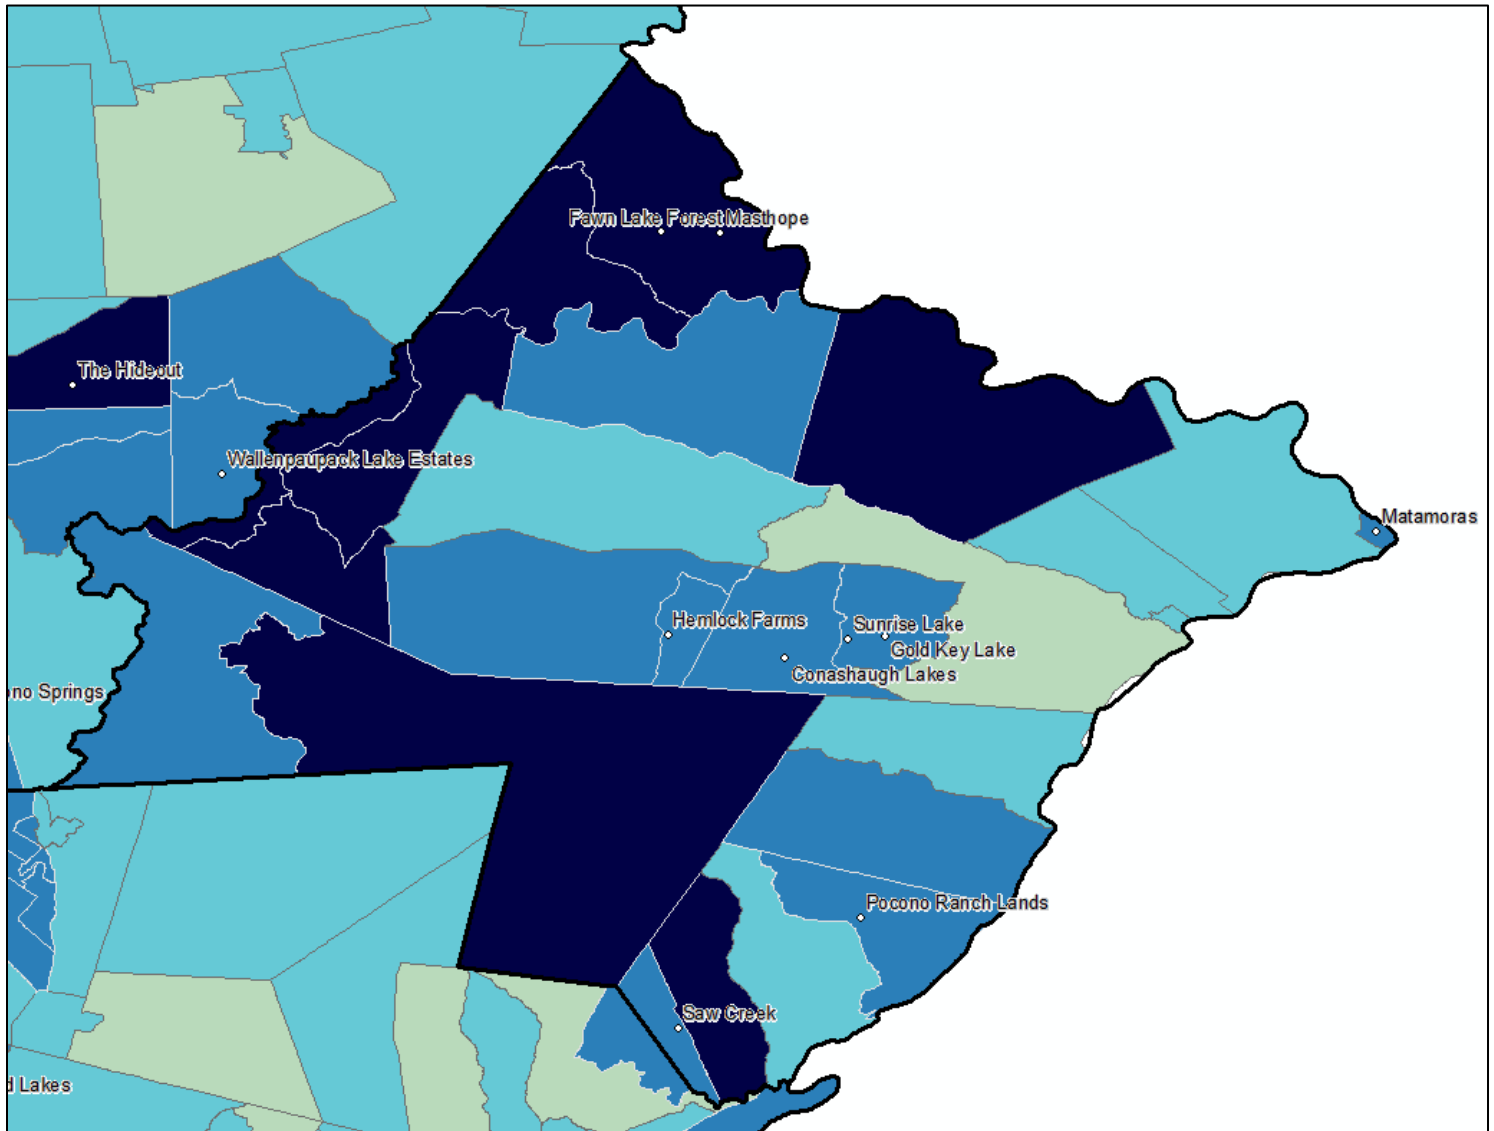 Fawn Lake Forest Masthope
The Hideout
Wallenpaupack Lake Estates
Matamoras
Hemlock Farms
Sunrise Lake
Gold Key Lake
Conashaugh Lakes
ono Springs
Pocono Ranch Lands
Saw Creek
d Lakes